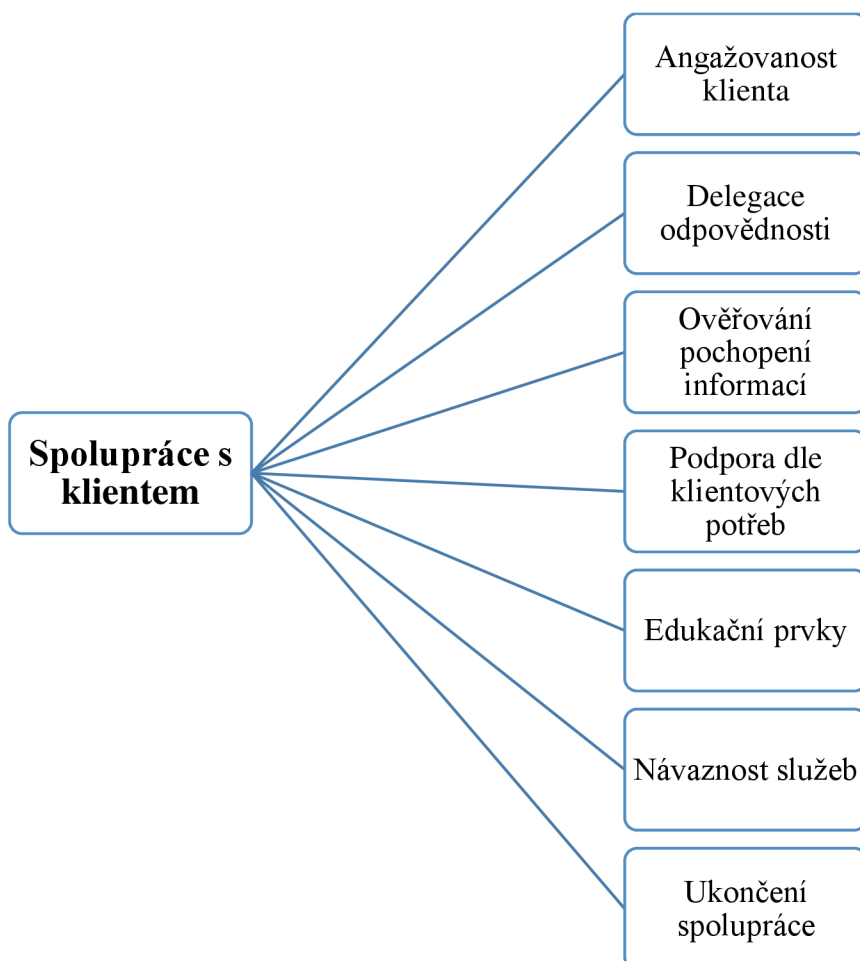 Angažovanost
klienta
Delegace
odpovědnosti
Ověřování
pochopení
informací
Spolupráce s
klientem
Podpora dle
klientových
potřeb
Edukační prvky
Návaznost služeb
Ukončení
spolupráce